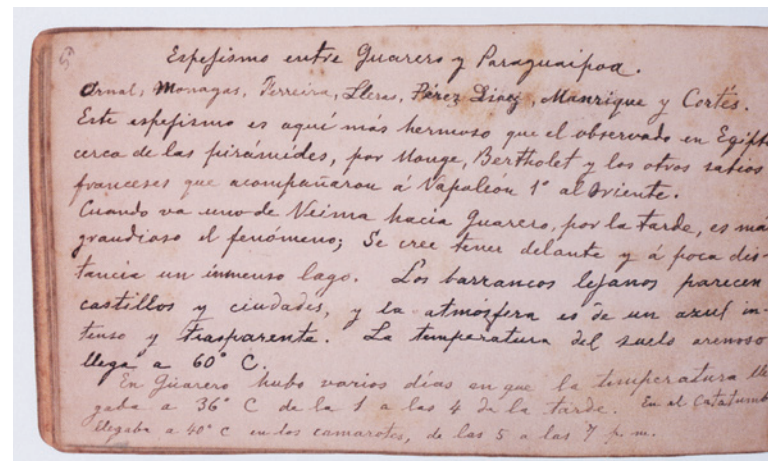 57
Espejismo entre Guarero y Paraguaipoa.
Arnal, Monagas, Ferreira, Lleras, Pérez Díaz, Manrique y Cortés.
Este espejismo es aquí más hermoso que el observado en Egipto
cerca de las pirámides, por Monge, Bertholet y los otros sabios
franceses que acompañaron á Napoleón 1° al Oriente.
Cuando va uno de Neima hacia Guarero, por la tarde, es más
grandioso el fenómeno; Se cree tener delante y á poca dis-
tancia un inmenso lago. Los barrancos lejanos parecen
castillos y ciudades, y la atmósfera es de un azul in-
tenso y trasparente. La temperatura del suelo arenoso
llega a 60° C.
En Guarero hubo varios días en que la temperatura lle
gaba a 36° C de la 1 a las 4 de la tarde. En el Catatumb
llegaba a 40° C en los camarotes, de las 5 a las 7 p. m.